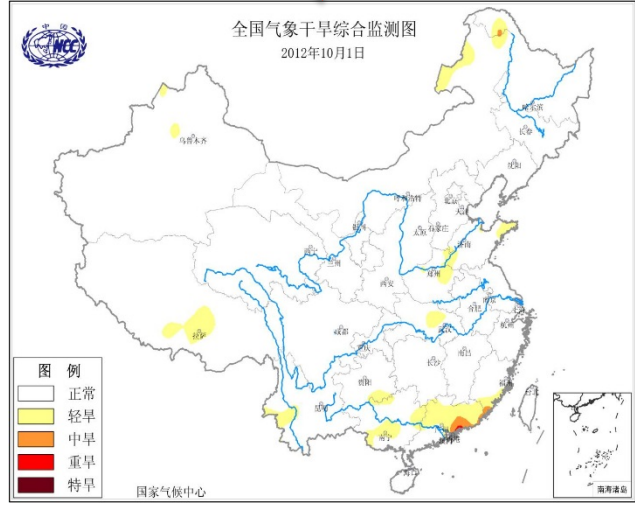 中国
NCC
全国气象干旱综合监测图
2012年10月1日
哈尔滨
长春
乌鲁木齐
沈阳
呼和浩特
北京
天津
银川
石家庄
太原
济南
西宁
兰州
郑州
西安
南京
合肥
拉萨
成都
武汉
杭州
重庆
长沙
南昌
贵阳
福州
昆明
台北
南宁
海口
图 例
正常
轻旱
中旱
重旱
特旱
国家气候中心
南海诸岛